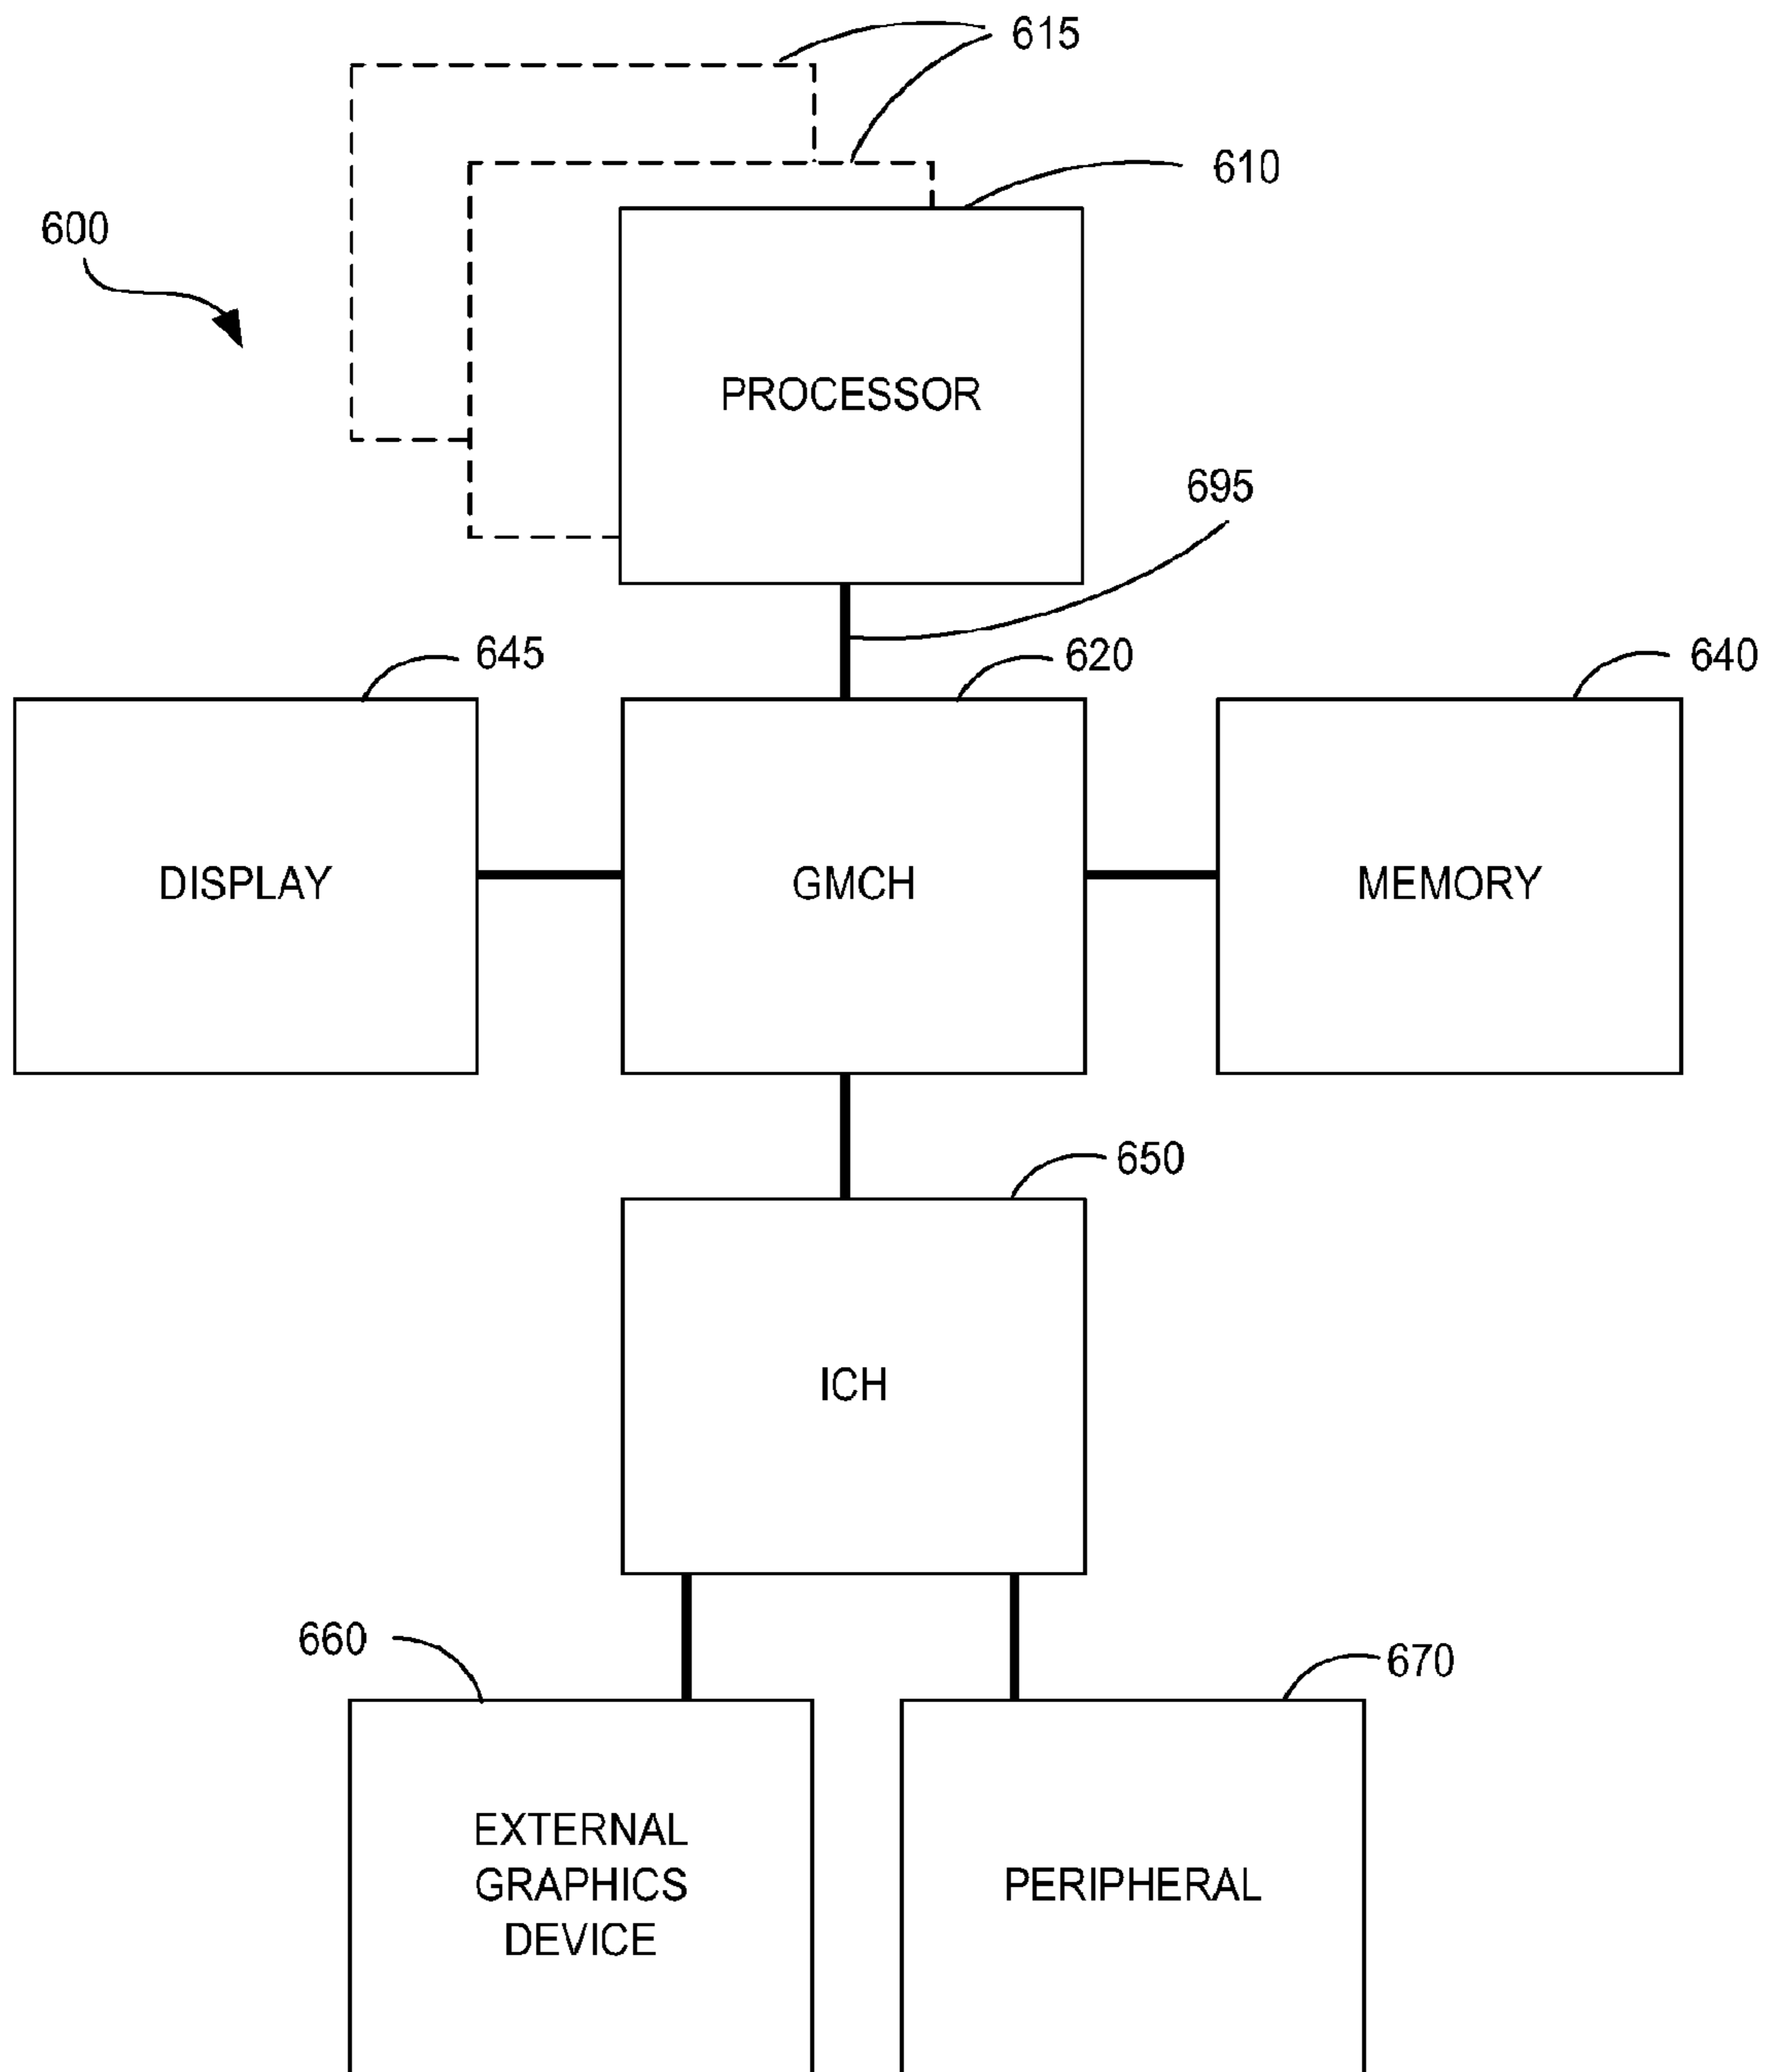 615
610
600
PROCESSOR
695
645
620
640
DISPLAY
GMCH
MEMORY
650
ICH
660
670
EXTERNAL
GRAPHICS
DEVICE
PERIPHERAL